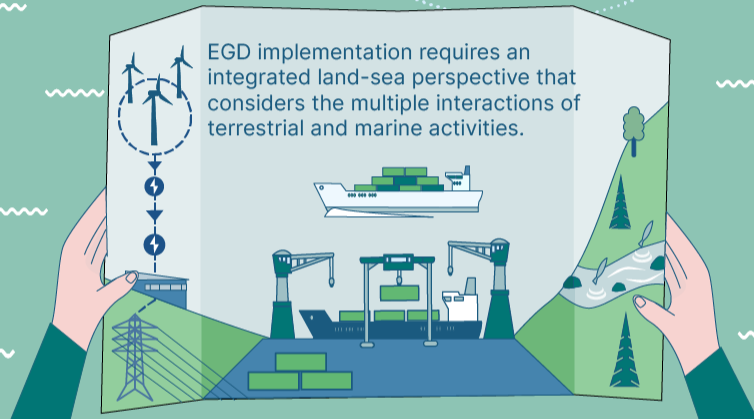 EGD implementation requires an
integrated land-sea perspective that
considers the multiple interactions of
terrestrial and marine activities.